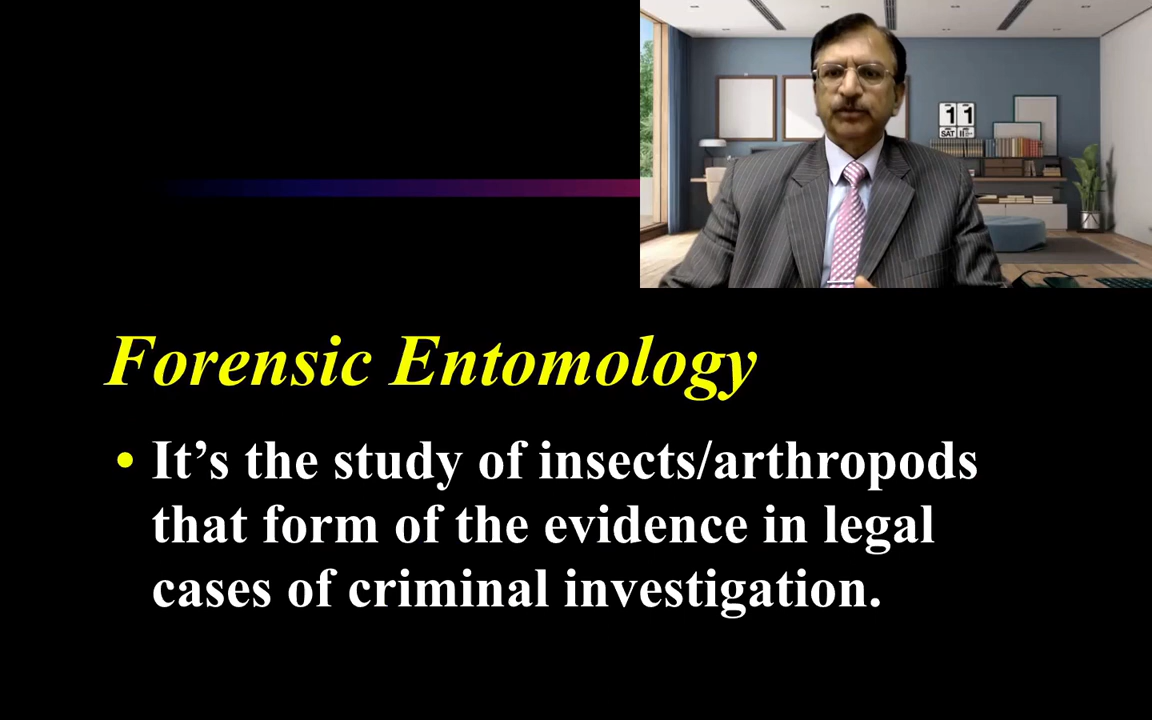 11
SAT II
Forensic Entomology
• It’s the study of insects/arthropods
that form of the evidence in legal
cases of criminal investigation.